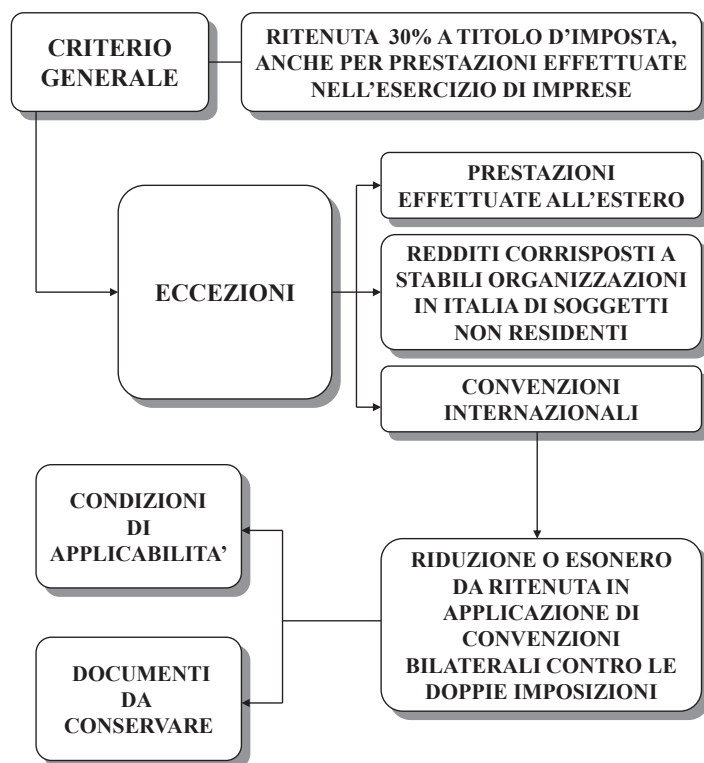 CRITERIO
GENERALE
RITENUTA 30% A TITOLO D'IMPOSTA,
ANCHE PER PRESTAZIONI EFFETTUATE
NELL'ESERCIZIO DI IMPRESE
ECCEZIONI
PRESTAZIONI
EFFETTUATE ALL'ESTERO
REDDITI CORRISPOSTI A
STABILI ORGANIZZAZIONI
IN ITALIA DI SOGGETTI
NON RESIDENTI
CONVENZIONI
INTERNAZIONALI
CONDIZIONI
DI
APPLICABILITA'
RIDUZIONE O ESONERO
DA RITENUTA IN
APPLICAZIONE DI
CONVENZIONI
BILATERALI CONTRO LE
DOPPIE IMPOSIZIONI
DOCUMENTI
DA
CONSERVARE